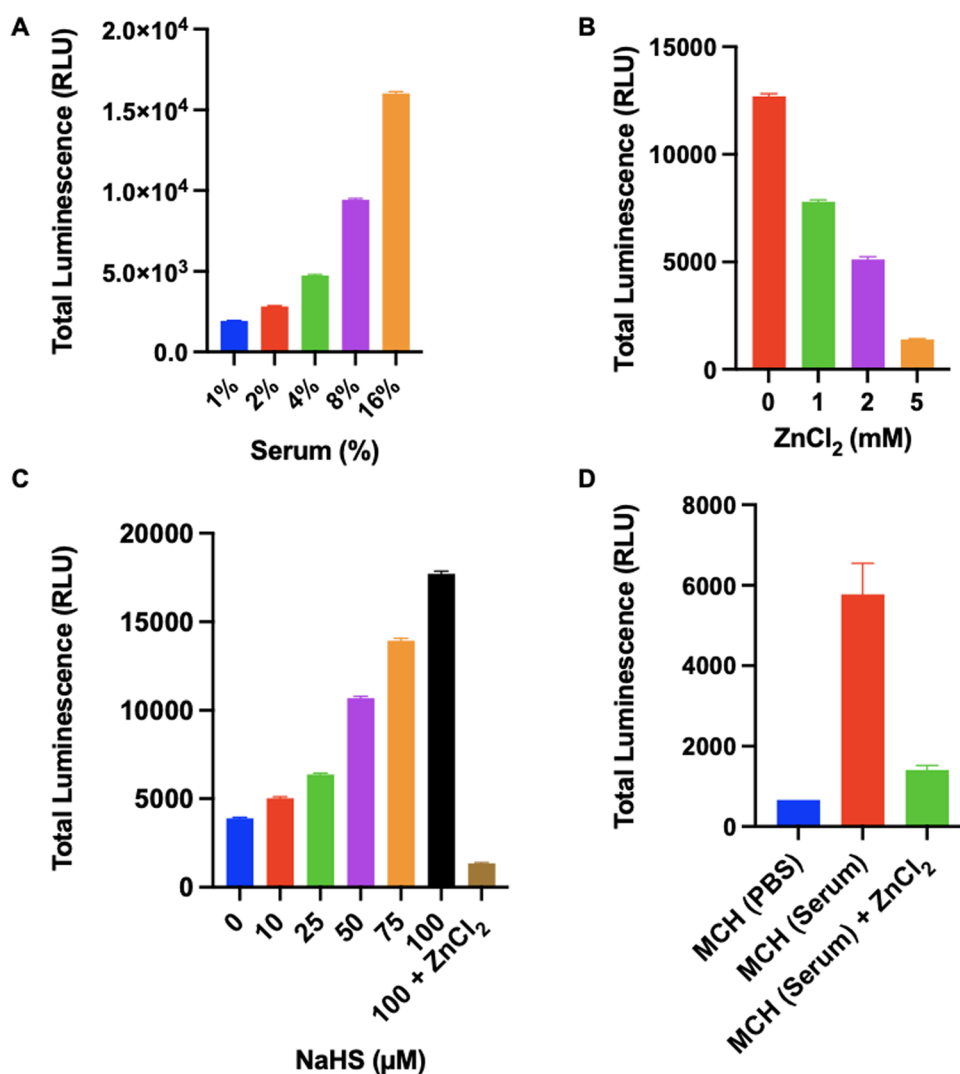 A
Total Luminescence (RLU)
2.0×10⁴
1.5×10⁴
1.0×10⁴
5.0×10³
0.0
1% 2% 4% 8% 16%
Serum (%)
B
Total Luminescence (RLU)
15000
10000
5000
0
0 1 2 5
ZnCl₂ (mM)
C
Total Luminescence (RLU)
20000
15000
10000
5000
0
0 10 25 50 75 100 100 + ZnCl₂
NaHS (µM)
D
Total Luminescence (RLU)
8000
6000
4000
2000
0
MCH (PBS)
MCH (Serum)
MCH (Serum) + ZnCl₂